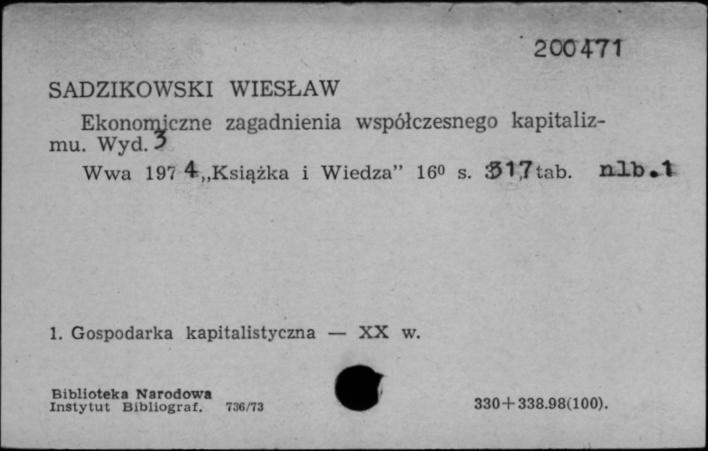 200471
SADZIKOWSKI WIESŁAW
Ekonomiczne zagadnienia współczesnego kapitaliz-
mu. Wyd. 3
Wwa 1974 „Książka i Wiedza” 16⁰ s. 317, tab. nlb.1
1. Gospodarka kapitalistyczna — XX w.
Biblioteka Narodowa
Instytut Bibliograf. 736/73
330+338.98(100).